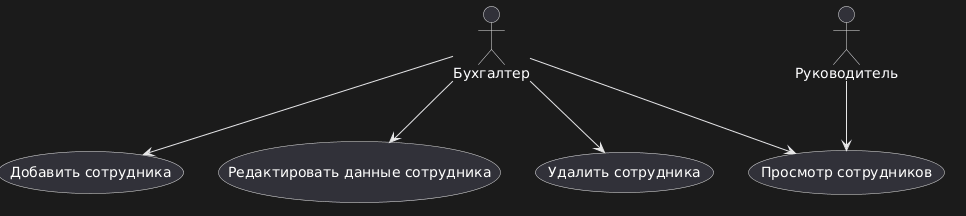 Бухгалтер
Руководитель
Добавить сотрудника
Редактировать данные сотрудника
Удалить сотрудника
Просмотр сотрудников